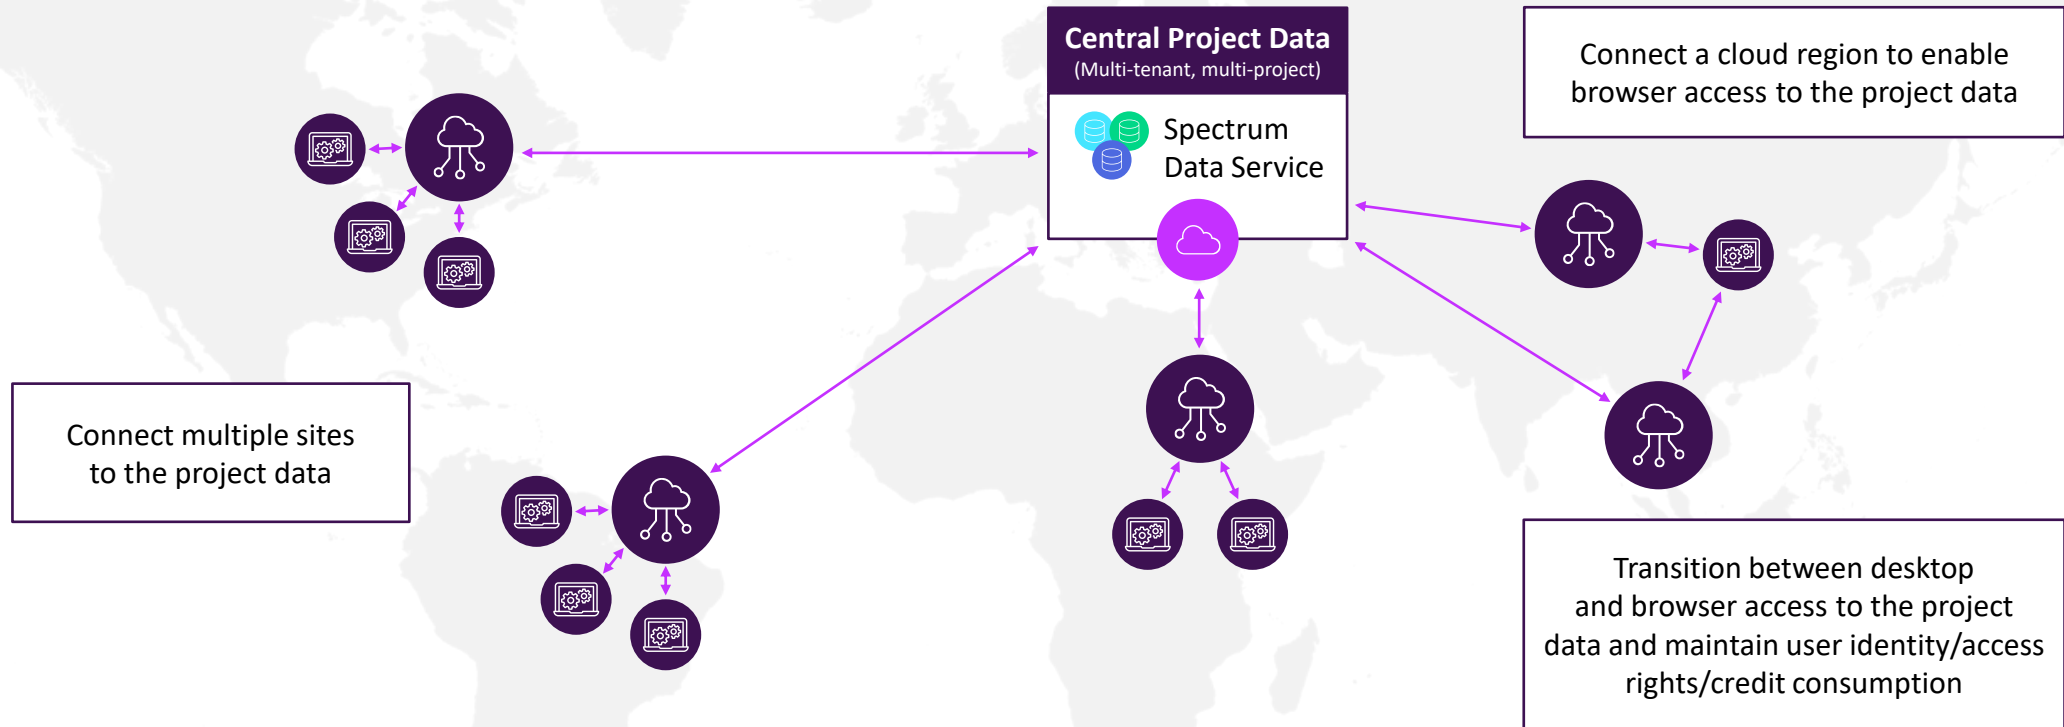 Central Project Data
(Multi-tenant, multi-project)
Spectrum
Data Service
Connect a cloud region to enable
browser access to the project data
Connect multiple sites
to the project data
Transition between desktop
and browser access to the project
data and maintain user identity/access
rights/credit consumption